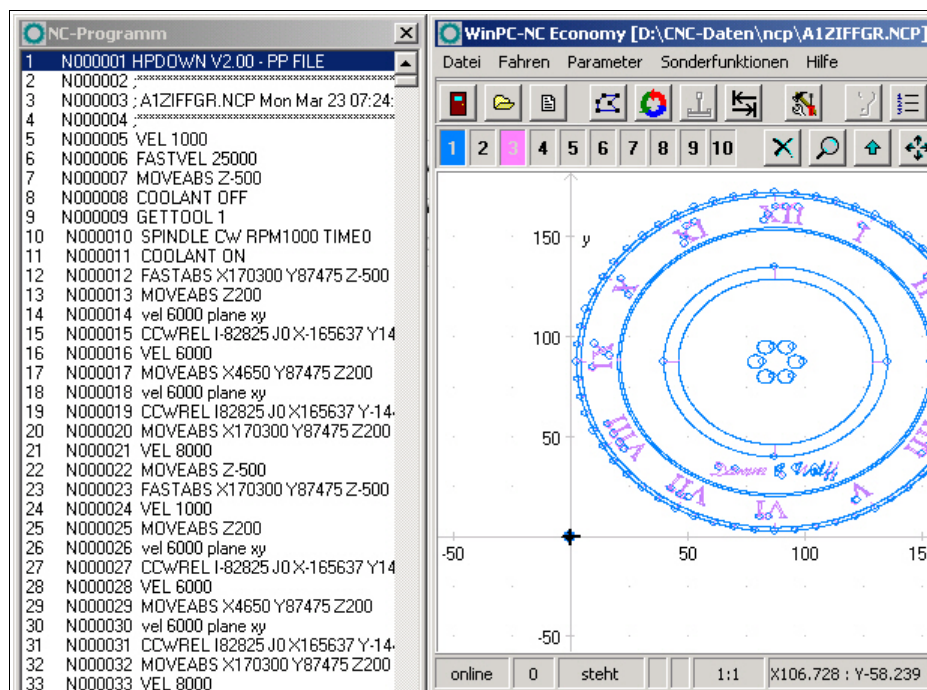 NC-Programm
1 N000001 HPDOWN V2.00 - PP FILE
2 N000002 ;
3 N000003 ; A1ZIFFGR.NCP Mon Mar 23 07:24:
4 N000004 ;
5 N000005 VEL 1000
6 N000006 FASTVEL 25000
7 N000007 MOVEABS Z-500
8 N000008 COOLANT OFF
9 N000009 GETTOOL 1
10 N000010 SPINDLE CW RPM1000 TIME0
11 N000011 COOLANT ON
12 N000012 FASTABS X170300 Y87475 Z-500
13 N000013 MOVEABS Z200
14 N000014 vel 6000 plane xy
15 N000015 CCWREL I-82825 J0 X-165637 Y14
16 N000016 VEL 6000
17 N000017 MOVEABS X4650 Y87475 Z200
18 N000018 vel 6000 plane xy
19 N000019 CCWREL I82825 J0 X165637 Y-14
20 N000020 MOVEABS X170300 Y87475 Z200
21 N000021 VEL 8000
22 N000022 MOVEABS Z-500
23 N000023 FASTABS X170300 Y87475 Z-500
24 N000024 VEL 1000
25 N000025 MOVEABS Z200
26 N000026 vel 6000 plane xy
27 N000027 CCWREL I-82825 J0 X-165637 Y14
28 N000028 VEL 6000
29 N000029 MOVEABS X4650 Y87475 Z200
30 N000030 vel 6000 plane xy
31 N000031 CCWREL I82825 J0 X165637 Y-14
32 N000032 MOVEABS X170300 Y87475 Z200
33 N000033 VEL 8000
WinPC-NC Economy [D:\CNC-Daten\ncp\A1ZIFFGR.NCP]
Datei Fahren Parameter Sonderfunktionen Hilfe
1 2 3 4 5 6 7 8 9 10
150 y
100
50
-50 50 100 15
-50
XII
I
II
V
VI
VII
VIII
IX
X
XI
& Wolff
online 0 steht 1:1 X106.728 : Y-58.239